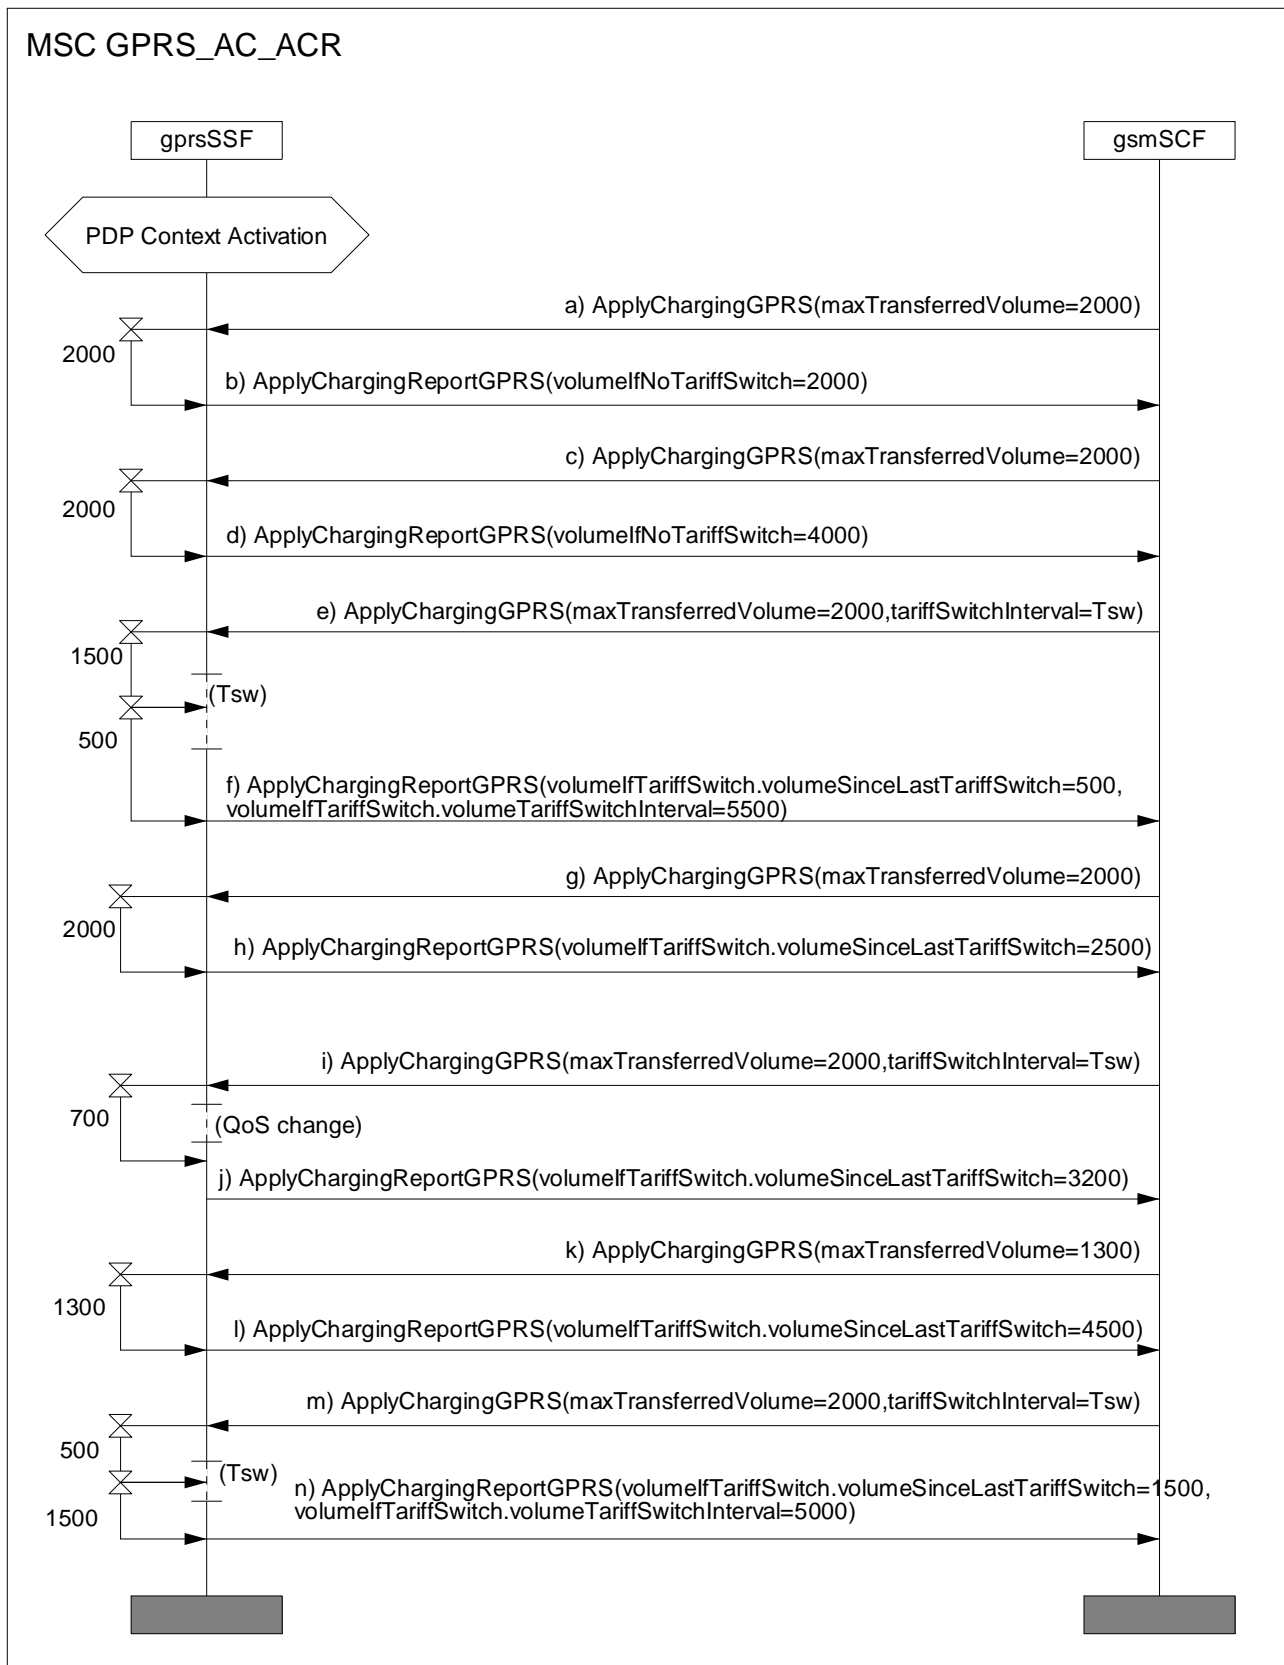 MSC GPRS_AC_ACR
gprsSSF
gsmSCF
PDP Context Activation
a) ApplyChargingGPRS(maxTransferredVolume=2000)
2000
b) ApplyChargingReportGPRS(volumeIfNoTariffSwitch=2000)
c) ApplyChargingGPRS(maxTransferredVolume=2000)
2000
d) ApplyChargingReportGPRS(volumeIfNoTariffSwitch=4000)
e) ApplyChargingGPRS(maxTransferredVolume=2000,tariffSwitchInterval=Tsw)
1500
(Tsw)
500
f) ApplyChargingReportGPRS(volumeIfTariffSwitch.volumeSinceLastTariffSwitch=500,
volumeIfTariffSwitch.volumeTariffSwitchInterval=5500)
g) ApplyChargingGPRS(maxTransferredVolume=2000)
2000
h) ApplyChargingReportGPRS(volumeIfTariffSwitch.volumeSinceLastTariffSwitch=2500)
i) ApplyChargingGPRS(maxTransferredVolume=2000,tariffSwitchInterval=Tsw)
700
(QoS change)
j) ApplyChargingReportGPRS(volumeIfTariffSwitch.volumeSinceLastTariffSwitch=3200)
k) ApplyChargingGPRS(maxTransferredVolume=1300)
1300
l) ApplyChargingReportGPRS(volumeIfTariffSwitch.volumeSinceLastTariffSwitch=4500)
m) ApplyChargingGPRS(maxTransferredVolume=2000,tariffSwitchInterval=Tsw)
500
(Tsw)
n) ApplyChargingReportGPRS(volumeIfTariffSwitch.volumeSinceLastTariffSwitch=1500,
volumeIfTariffSwitch.volumeTariffSwitchInterval=5000)
1500